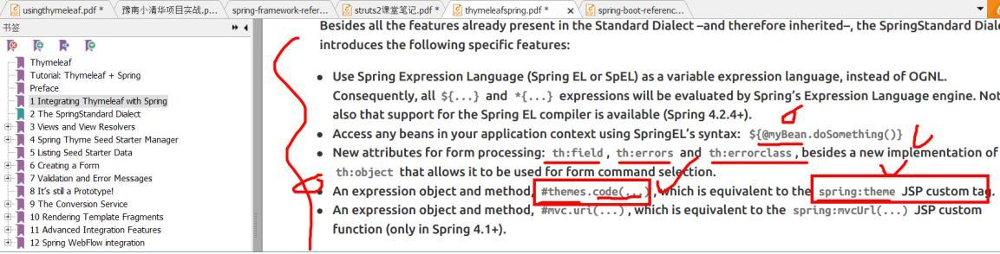 usingthymeleaf.pdf *
豫南小清华项目实战.p...
spring-framework-refer...
struts2课堂笔记.pdf *
thymeleafspring.pdf *
spring-boot-referenc...
书签
Thymeleaf
Tutorial: Thymeleaf + Spring
Preface
1 Integrating Thymeleaf with Spring
2 The SpringStandard Dialect
3 Views and View Resolvers
4 Spring Thyme Seed Starter Manager
5 Listing Seed Starter Data
6 Creating a Form
7 Validation and Error Messages
8 It's still a Prototype!
9 The Conversion Service
10 Rendering Template Fragments
11 Advanced Integration Features
12 Spring WebFlow integration
Besides all the features already present in the Standard Dialect –and therefore inherited–, the SpringStandard Diale
introduces the following specific features:
Use Spring Expression Language (Spring EL or SpEL) as a variable expression language, instead of OGNL.
Consequently, all ${...} and *{...} expressions will be evaluated by Spring's Expression Language engine. Not
also that support for the Spring EL compiler is available (Spring 4.2.4+).
Access any beans in your application context using SpringEL's syntax: ${@myBean.doSomething()}
New attributes for form processing: th:field , th:errors and th:errorclass , besides a new implementation of
th:object that allows it to be used for form command selection.
An expression object and method, #themes.code(...) , which is equivalent to the spring:theme JSP custom tag.
An expression object and method, #mvc.uri(...) , which is equivalent to the spring:mvcUrl(...) JSP custom
function (only in Spring 4.1+).